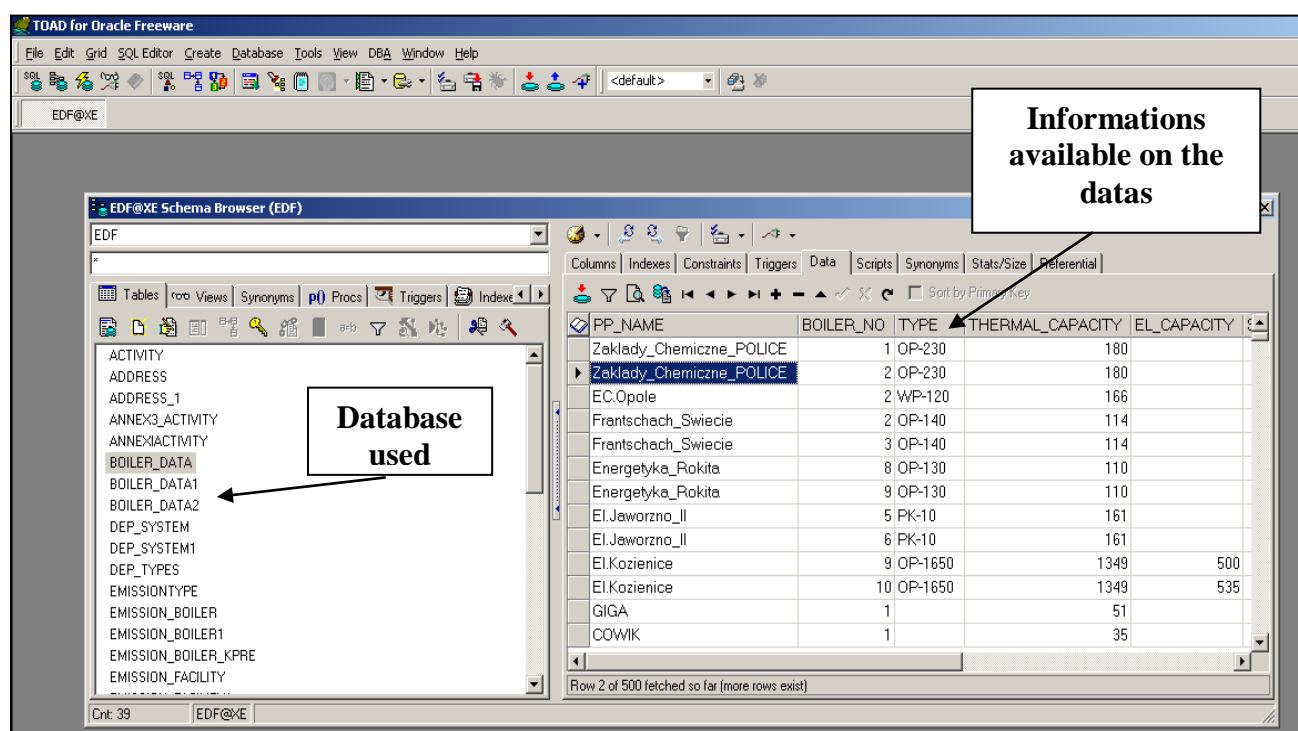 TOAD for Oracle Freeware
File Edit Grid SQL Editor Create Database Tools View DBA Window Help
SQL SQL <default>
EDF@XE
Informations
available on the
datas
EDF@XE Schema Browser (EDF)
EDF
*
Columns Indexes Constraints Triggers Data Scripts Synonyms Stats/Size Referential
Tables Views Synonyms p() Procs Triggers Indexe
Sort by Primary Key
PP_NAME BOILER_NO TYPE THERMAL_CAPACITY EL_CAPACITY
Zaklady_Chemiczne_POLICE 1 OP-230 180
Zaklady_Chemiczne_POLICE 2 OP-230 180
EC.Opole 2 WP-120 166
Frantschach_Swiecie 2 OP-140 114
Frantschach_Swiecie 3 OP-140 114
Energetyka_Rokita 8 OP-130 110
Energetyka_Rokita 9 OP-130 110
El.Jaworzno_II 5 PK-10 161
El.Jaworzno_II 6 PK-10 161
El.Kozienice 9 OP-1650 1349 500
El.Kozienice 10 OP-1650 1349 535
GIGA 1 51
COWIK 1 35
Row 2 of 500 fetched so far (more rows exist)
ACTIVITY
ADDRESS
ADDRESS_1
ANNEX3_ACTIVITY
ANNEXIACTIVITY
BOILER_DATA
BOILER_DATA1
BOILER_DATA2
DEP_SYSTEM
DEP_SYSTEM1
DEP_TYPES
EMISSIONTYPE
EMISSION_BOILER
EMISSION_BOILER1
EMISSION_BOILER_KPRE
EMISSION_FACILITY
Database
used
Cnt: 39 EDF@XE